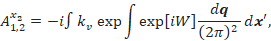 $A_{1,2}^{x_2} = -i\int k_v \exp\int \exp[iW] \frac{d\boldsymbol{q}}{(2\pi)^2} \, d\boldsymbol{x}',$